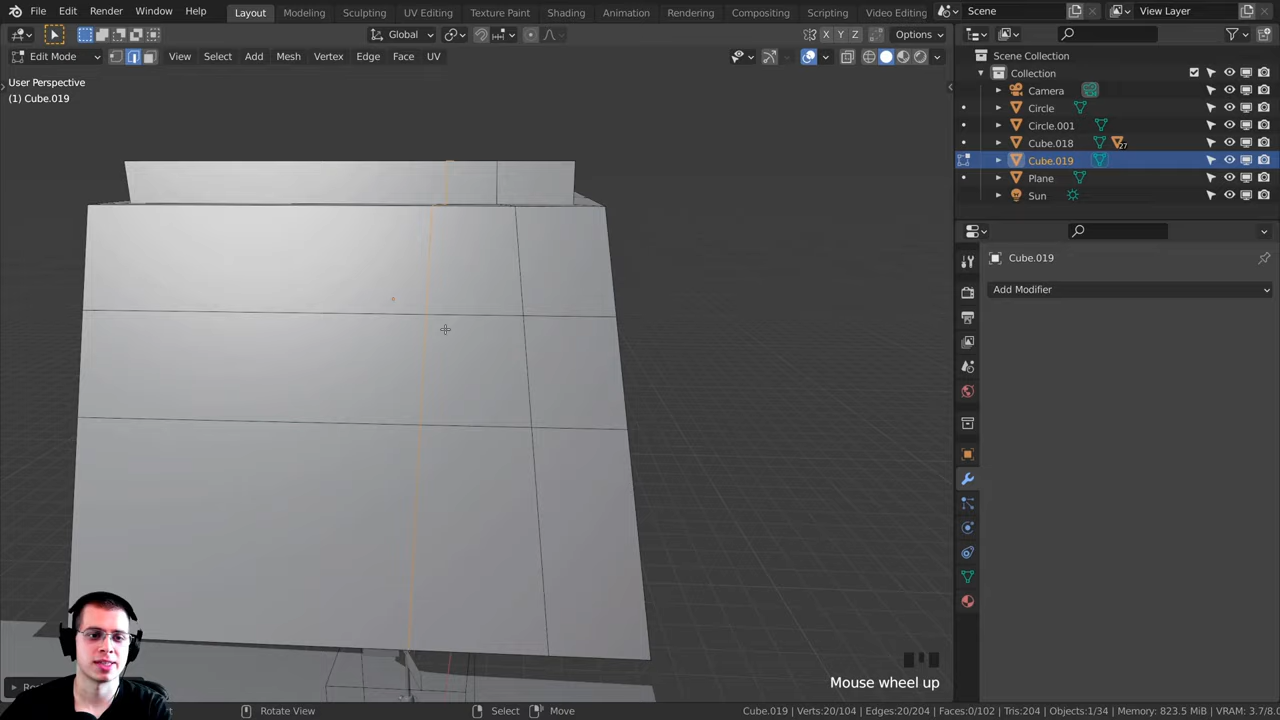 File Edit Render Window Help Layout Modeling Sculpting UV Editing Texture Paint Shading Animation Rendering Compositing Scripting Video Editing Scene View Layer
Global X Y Z Options
Edit Mode View Select Add Mesh Vertex Edge Face UV
User Perspective
(1) Cube.019
Scene Collection
Collection
Camera
Circle
Circle.001
Cube.018 27
Cube.019
Plane
Sun
Cube.019
Add Modifier
Mouse wheel up
Rotate View Select Move Cube.019 | Verts:20/104 | Edges:20/204 | Faces:0/102 | Tris:204 | Objects:1/34 | Memory: 823.5 MiB | VRAM: 3.7/8.0